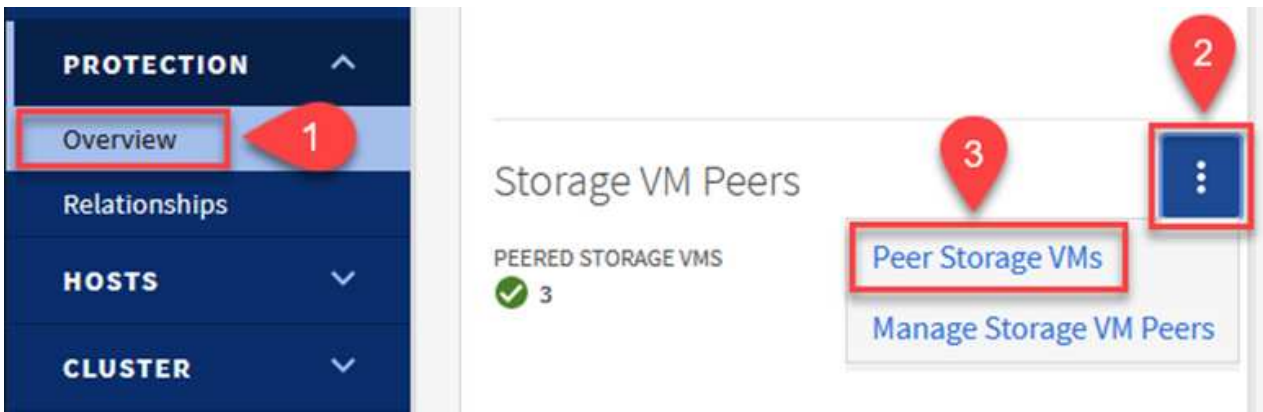 PROTECTION
Overview
1
Relationships
HOSTS
CLUSTER
2
3
Storage VM Peers
PEERED STORAGE VMS
3
Peer Storage VMs
Manage Storage VM Peers